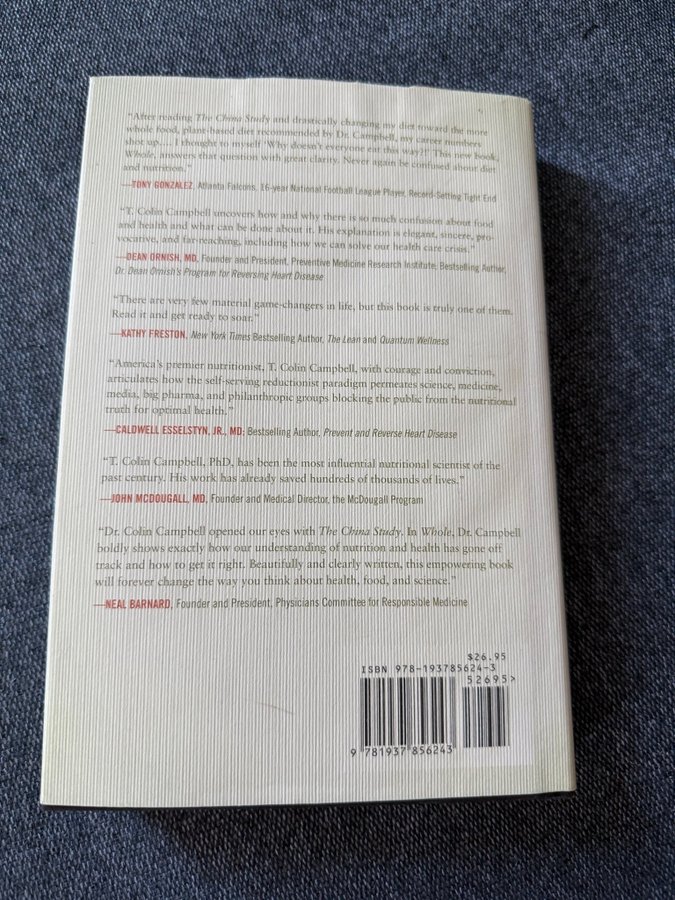 “After reading The China Study and drastically changing my diet toward the more
whole food, plant-based diet recommended by Dr. Campbell, my career numbers
shot up.... I thought to myself ‘Why doesn’t everyone eat this way?!’ This new book,
Whole, answers that question with great clarity. Never again be confused about diet
and nutrition.”
—TONY GONZALEZ, Atlanta Falcons, 16-year National Football League Player, Record-Setting Tight End
“T. Colin Campbell uncovers how and why there is so much confusion about food
and health and what can be done about it. His explanation is elegant, sincere, pro-
vocative, and far-reaching, including how we can solve our health care crisis.”
—DEAN ORNISH, MD, Founder and President, Preventive Medicine Research Institute; Bestselling Author,
Dr. Dean Ornish’s Program for Reversing Heart Disease
“There are very few material game-changers in life, but this book is truly one of them.
Read it and get ready to soar.”
—KATHY FRESTON, New York Times Bestselling Author, The Lean and Quantum Wellness
“America’s premier nutritionist, T. Colin Campbell, with courage and conviction,
articulates how the self-serving reductionist paradigm permeates science, medicine,
media, big pharma, and philanthropic groups blocking the public from the nutritional
truth for optimal health.”
—CALDWELL ESSELSTYN, JR., MD; Bestselling Author, Prevent and Reverse Heart Disease
“T. Colin Campbell, PhD, has been the most influential nutritional scientist of the
past century. His work has already saved hundreds of thousands of lives.”
—JOHN MCDOUGALL, MD, Founder and Medical Director, the McDougall Program
“Dr. Colin Campbell opened our eyes with The China Study. In Whole, Dr. Campbell
boldly shows exactly how our understanding of nutrition and health has gone off
track and how to get it right. Beautifully and clearly written, this empowering book
will forever change the way you think about health, food, and science.”
—NEAL BARNARD, Founder and President, Physicians Committee for Responsible Medicine
$26.95
ISBN 978-193785624-3
52695>
9 781937 856243